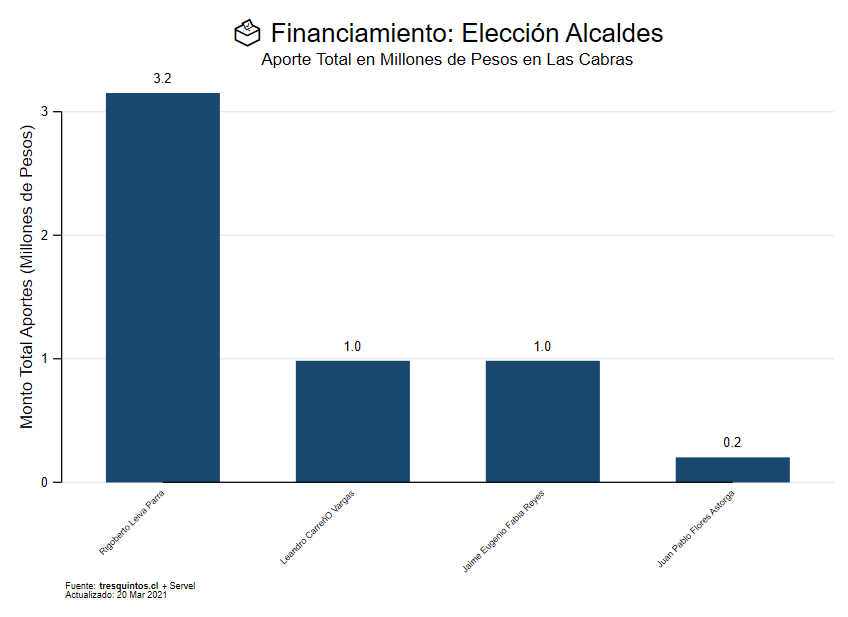 Financiamiento: Elección Alcaldes
Aporte Total en Millones de Pesos en Las Cabras
Monto Total Aportes (Millones de Pesos)
3
2
1
0
3.2
1.0
1.0
0.2
Rigoberto Leiva Parra
Leandro CarreñO Vargas
Jaime Eugenio Fabia Reyes
Juan Pablo Flores Astorga
Fuente: tresquintos.cl + Servel
Actualizado: 20 Mar 2021